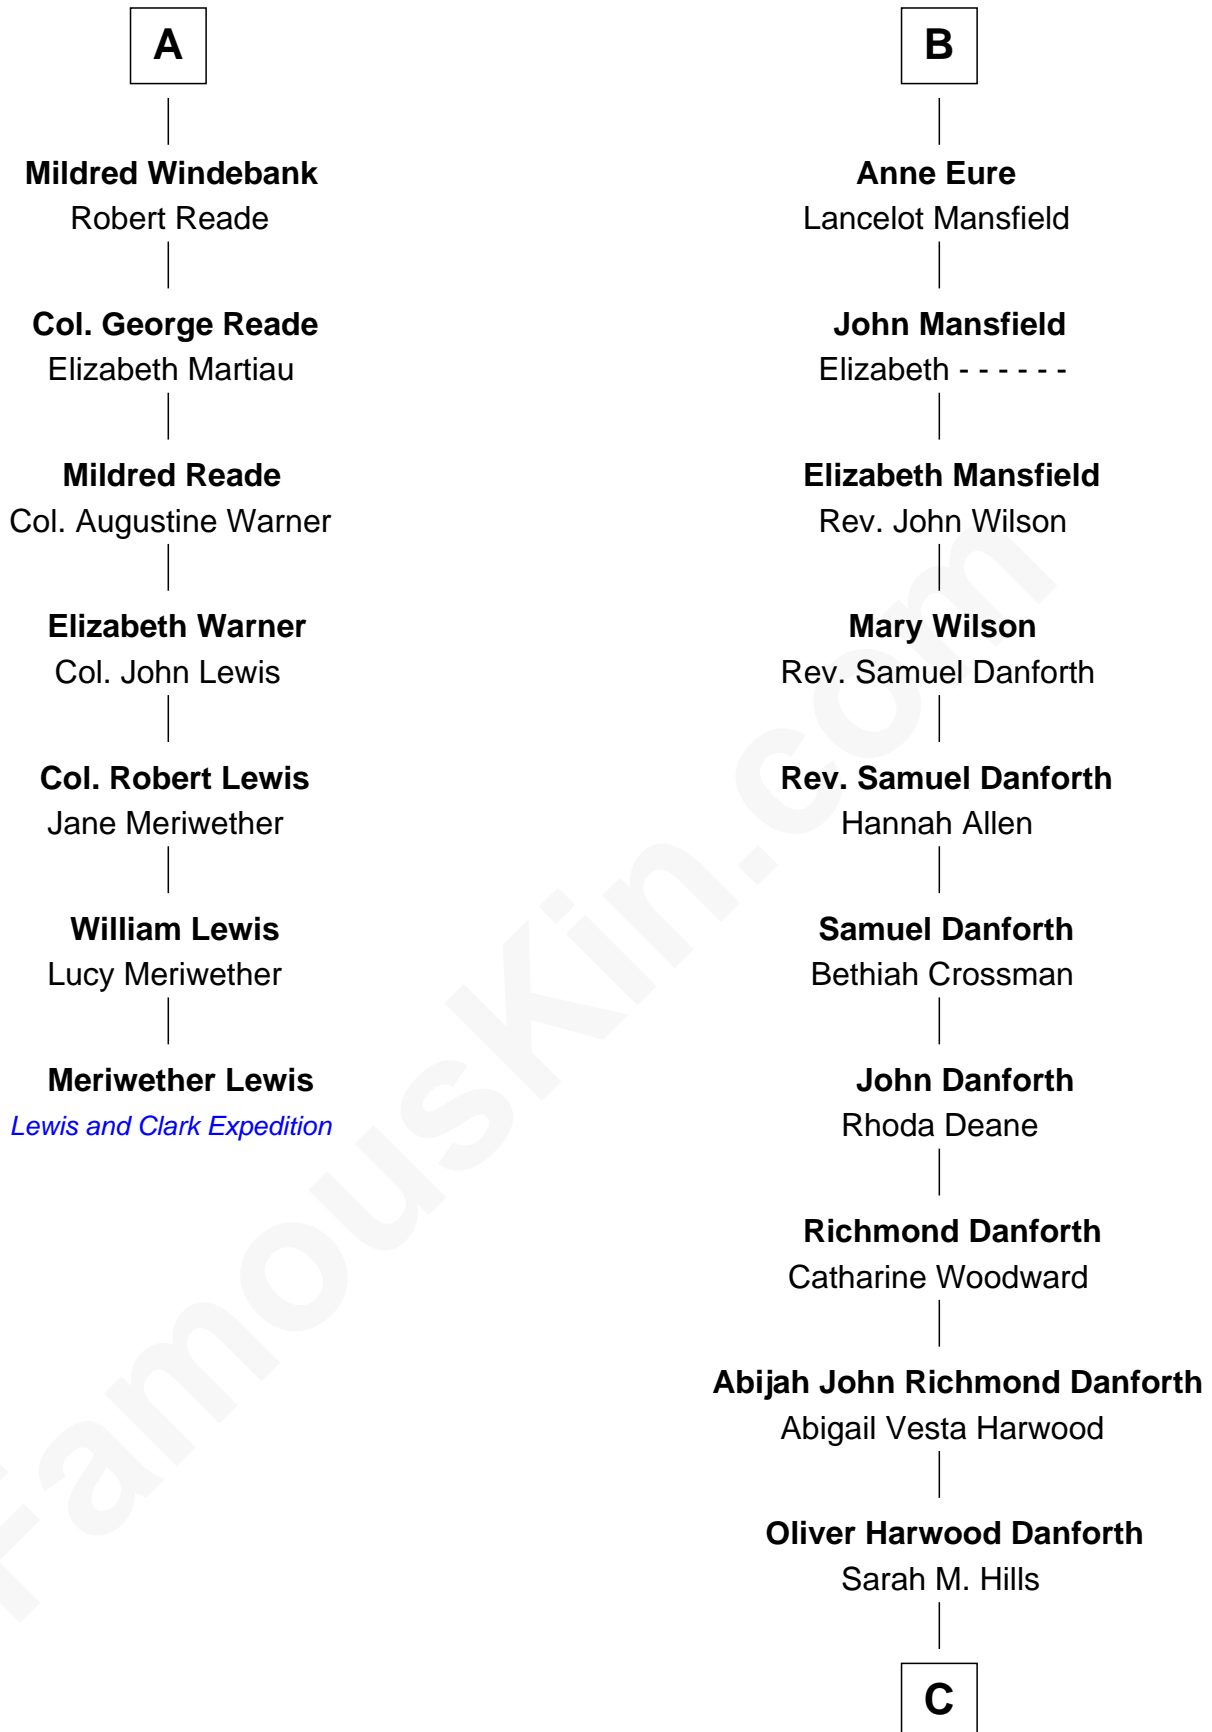 A
Mildred Windebank
Robert Reade
Col. George Reade
Elizabeth Martiau
Mildred Reade
Col. Augustine Warner
Elizabeth Warner
Col. John Lewis
Col. Robert Lewis
Jane Meriwether
William Lewis
Lucy Meriwether
Meriwether Lewis
Lewis and Clark Expedition
B
Anne Eure
Lancelot Mansfield
John Mansfield
Elizabeth - - - - - -
Elizabeth Mansfield
Rev. John Wilson
Mary Wilson
Rev. Samuel Danforth
Rev. Samuel Danforth
Hannah Allen
Samuel Danforth
Bethiah Crossman
John Danforth
Rhoda Deane
Richmond Danforth
Catharine Woodward
Abijah John Richmond Danforth
Abigail Vesta Harwood
Oliver Harwood Danforth
Sarah M. Hills
C
FamousKin.com